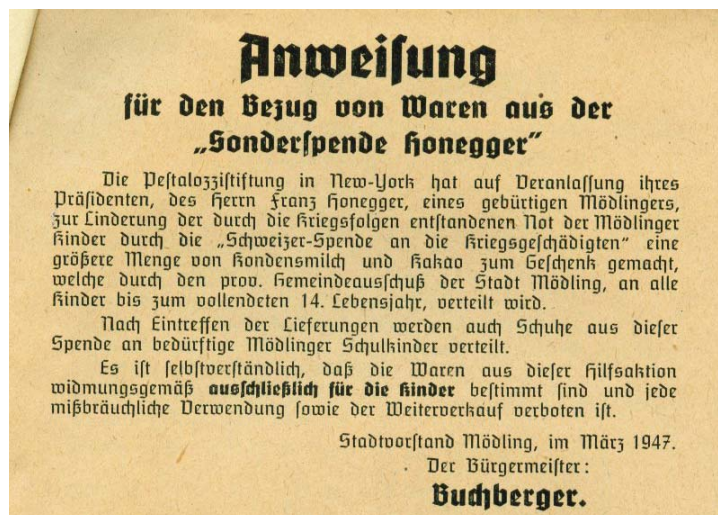 Anweisung
für den Bezug von Waren aus der
„Sonderspende Honegger“
Die Pestalozzistiftung in New-York hat auf Veranlassung ihres
Präsidenten, des Herrn Franz Honegger, eines gebürtigen Mödlingers,
zur Linderung der durch die Kriegsfolgen entstandenen Not der Mödlinger
Kinder durch die „Schweizer-Spende an die Kriegsgeschädigten“ eine
größere Menge von Kondensmilch und Kakao zum Geschenk gemacht,
welche durch den prov. Gemeindeausschuß der Stadt Mödling, an alle
Kinder bis zum vollendeten 14. Lebensjahr, verteilt wird.
Nach Eintreffen der Lieferungen werden auch Schuhe aus dieser
Spende an bedürftige Mödlinger Schulkinder verteilt.
Es ist selbstverständlich, daß die Waren aus dieser Hilfsaktion
widmungsgemäß ausschließlich für die Kinder bestimmt sind und jede
mißbräuchliche Verwendung sowie der Weiterverkauf verboten ist.
Stadtvorstand Mödling, im März 1947.
Der Bürgermeister:
Buchberger.